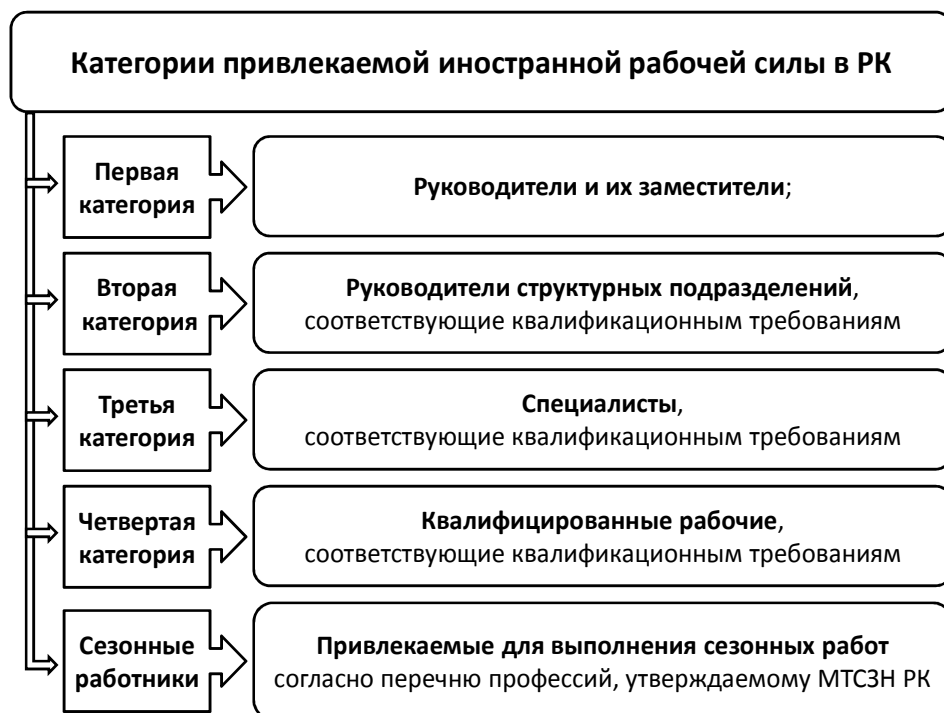 Категории привлекаемой иностранной рабочей силы в РК
Первая
категория
Руководители и их заместители;
Вторая
категория
Руководители структурных подразделений,
соответствующие квалификационным требованиям
Третья
категория
Специалисты,
соответствующие квалификационным требованиям
Четвертая
категория
Квалифицированные рабочие,
соответствующие квалификационным требованиям
Сезонные
работники
Привлекаемые для выполнения сезонных работ
согласно перечню профессий, утверждаемому МТСЗН РК